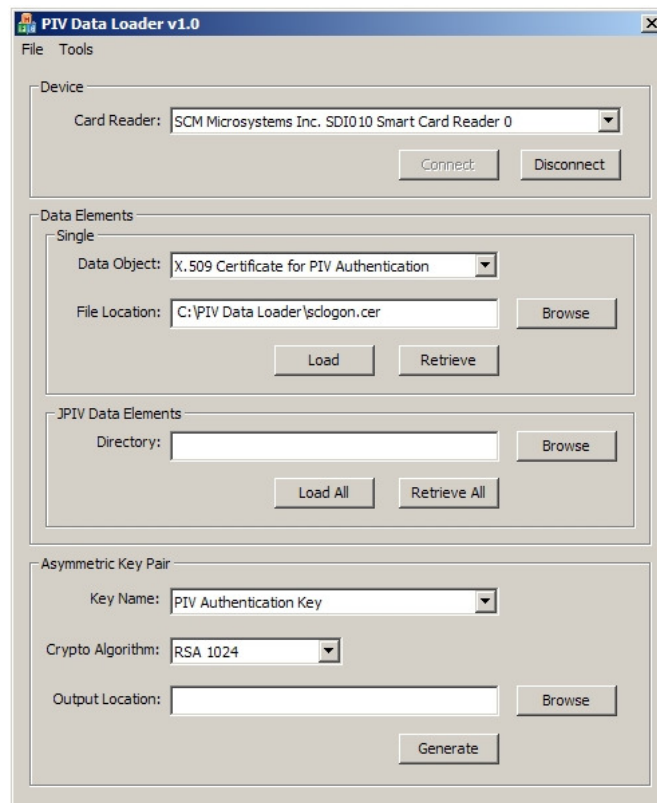 PIV Data Loader v1.0
File Tools
Device
Card Reader: SCM Microsystems Inc. SDI010 Smart Card Reader 0
Connect Disconnect
Data Elements
Single
Data Object: X.509 Certificate for PIV Authentication
File Location: C:\PIV Data Loader\sclogon.cer Browse
Load Retrieve
JPIV Data Elements
Directory: Browse
Load All Retrieve All
Asymmetric Key Pair
Key Name: PIV Authentication Key
Crypto Algorithm: RSA 1024
Output Location: Browse
Generate